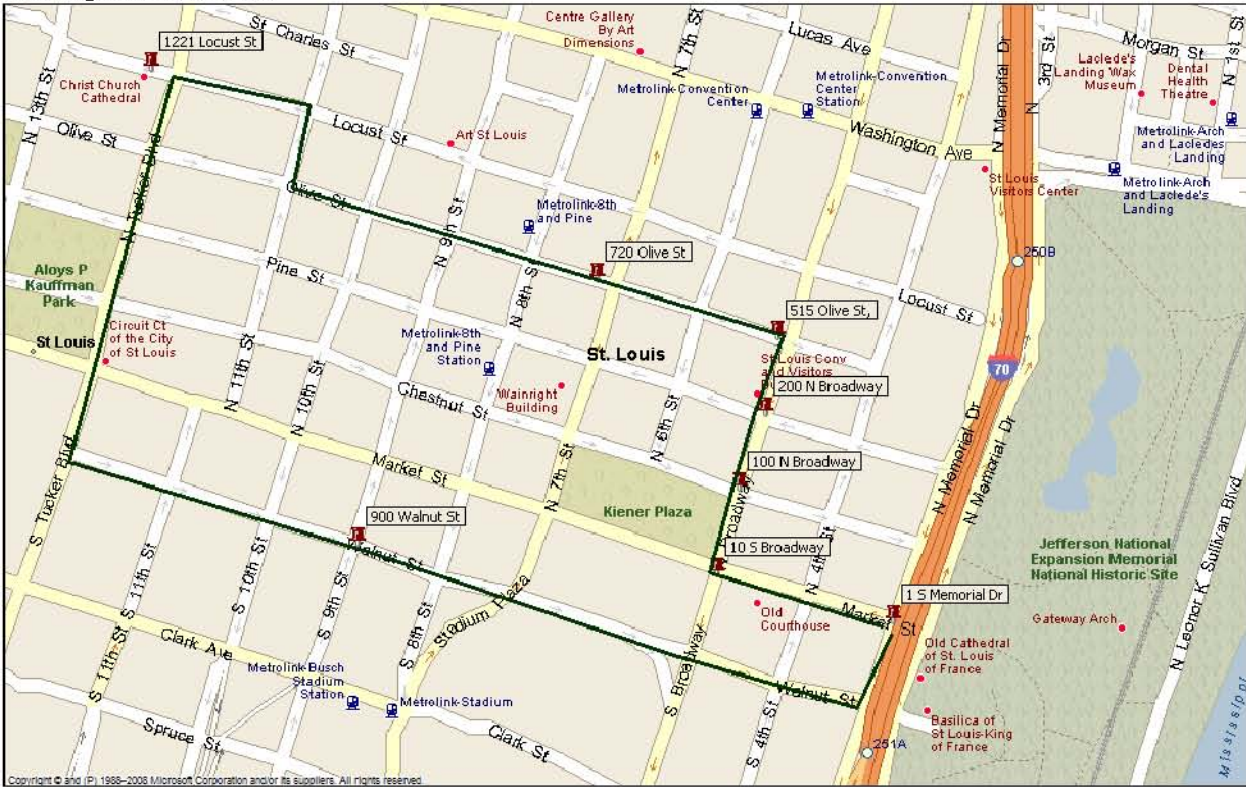 St Charles St
1221 Locust St
Christ Church
Cathedral
N 13th St
Olive St
N Tucker Blvd
Locust St
Art St Louis
Centre Gallery
By Art
Dimensions
N 7th St
Lucas Ave
Metrolink-Convention
Center
Metrolink-Convention
Center
Station
Washington Ave
N Memorial Dr
N 3rd St
Morgan St
N 1st St
Laclede's
Landing Wax
Museum
Dental
Health
Theatre
Metrolink-Arch
and Lacledes
Landing
Metrolink-Arch
and Laclede's
Landing
St Louis
Visitors Center
250B
Olive St
Metrolink-8th
and Pine
N 9th St
720 Olive St
Aloys P
Kauffman
Park
Pine St
N 8th St
515 Olive St,
Locust St
Circuit Ct
of the City
of St Louis
St Louis
Metrolink-8th
and Pine
Station
St. Louis
St Louis Conv
and Visitors
70
200 N Broadway
N 11th St
N 10th St
Chestnut St
Wainright
Building
N 6th St
N Memorial Dr
N Memorial Dr
Market St
N 7th St
100 N Broadway
Broadway
S Tucker Blvd
900 Walnut St
Walnut St
Kiener Plaza
10 S Broadway
N 4th St
Jefferson National
Expansion Memorial
National Historic Site
N Leonor K Sullivan Blvd
1 S Memorial Dr
Market St
Old
Courthouse
Gateway Arch
S 11th St
S 10th St
S 9th St
S 8th St
Stadium Plaza
Old Cathedral
of St. Louis
of France
S 11th St
Clark Ave
Metrolink-Busch
Stadium
Station
Metrolink-Stadium
S Broadway
Walnut St
S 4th St
Basilica of
St Louis-King
of France
Spruce St
Clark St
251A
Mississippi
Copyright © and (P) 1988–2008 Microsoft Corporation and/or its suppliers. All rights reserved.